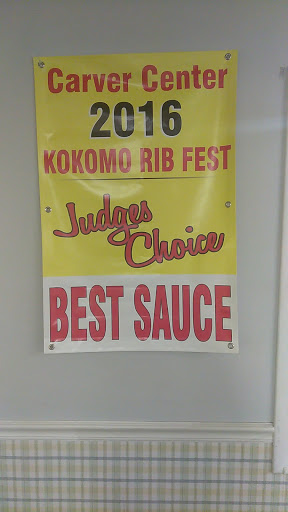 Carver Center
2016
KOKOMO RIB FEST
Judges
Choice
BEST SAUCE